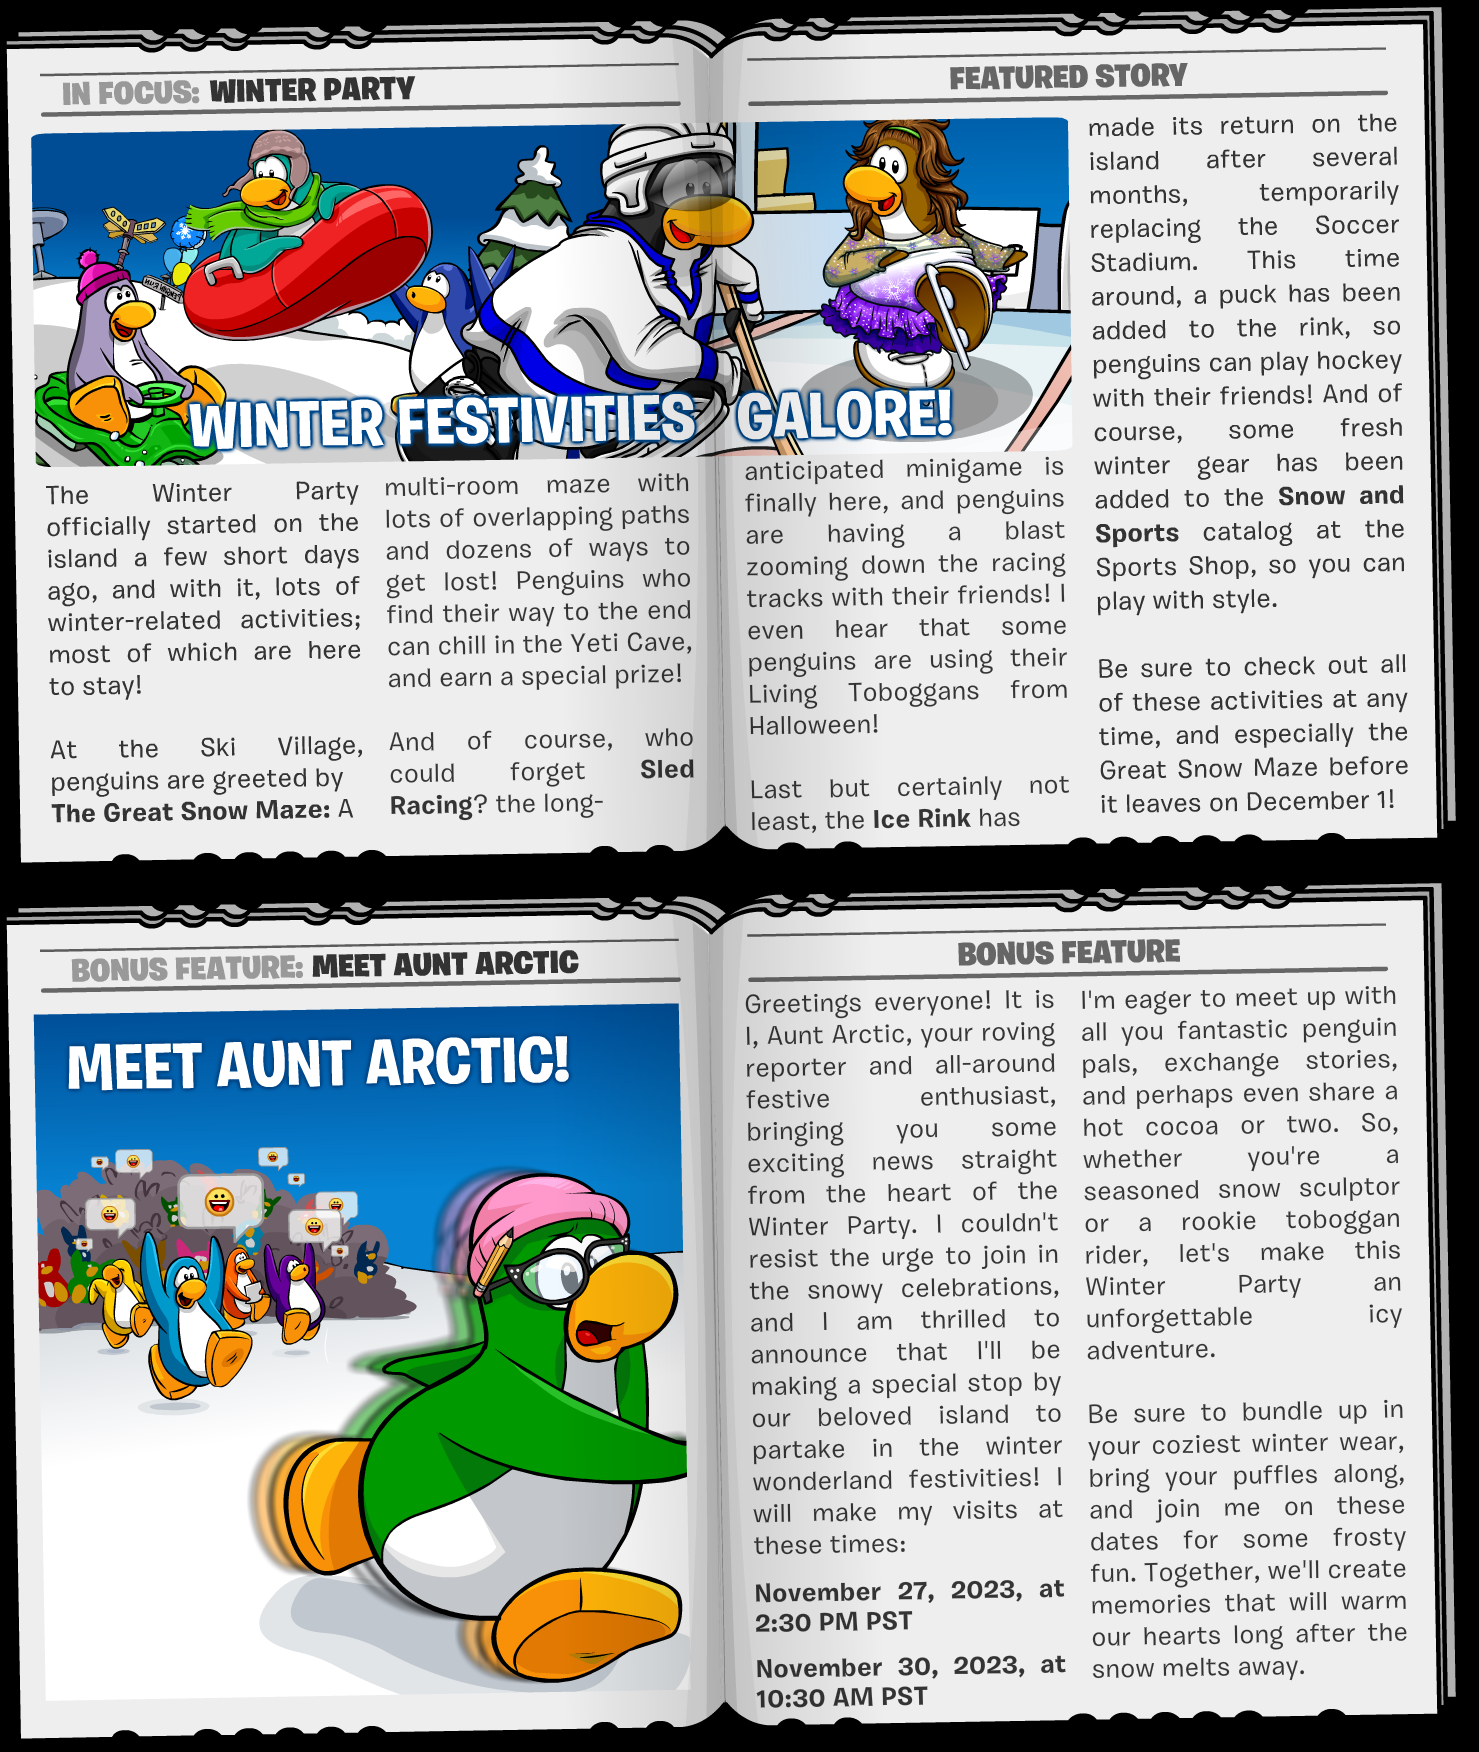 IN FOCUS: WINTER PARTY
FEATURED STORY
WINTER FESTIVITIES GALORE!
The Winter Party
officially started on the
island a few short days
ago, and with it, lots of
winter-related activities;
most of which are here
to stay!
At the Ski Village,
penguins are greeted by
The Great Snow Maze: A
multi-room maze with
lots of overlapping paths
and dozens of ways to
get lost! Penguins who
find their way to the end
can chill in the Yeti Cave,
and earn a special prize!
And of course, who
could forget Sled
Racing? the long-
anticipated minigame is
finally here, and penguins
are having a blast
zooming down the racing
tracks with their friends! I
even hear that some
penguins are using their
Living Toboggans from
Halloween!
Last but certainly not
least, the Ice Rink has
made its return on the
island after several
months, temporarily
replacing the Soccer
Stadium. This time
around, a puck has been
added to the rink, so
penguins can play hockey
with their friends! And of
course, some fresh
winter gear has been
added to the Snow and
Sports catalog at the
Sports Shop, so you can
play with style.
Be sure to check out all
of these activities at any
time, and especially the
Great Snow Maze before
it leaves on December 1!
BONUS FEATURE: MEET AUNT ARCTIC
BONUS FEATURE
MEET AUNT ARCTIC!
Greetings everyone! It is
I, Aunt Arctic, your roving
reporter and all-around
festive enthusiast,
bringing you some
exciting news straight
from the heart of the
Winter Party. I couldn't
resist the urge to join in
the snowy celebrations,
and I am thrilled to
announce that I'll be
making a special stop by
our beloved island to
partake in the winter
wonderland festivities! I
will make my visits at
these times:
November 27, 2023, at
2:30 PM PST
November 30, 2023, at
10:30 AM PST
I'm eager to meet up with
all you fantastic penguin
pals, exchange stories,
and perhaps even share a
hot cocoa or two. So,
whether you're a
seasoned snow sculptor
or a rookie toboggan
rider, let's make this
Winter Party an
unforgettable icy
adventure.
Be sure to bundle up in
your coziest winter wear,
bring your puffles along,
and join me on these
dates for some frosty
fun. Together, we'll create
memories that will warm
our hearts long after the
snow melts away.